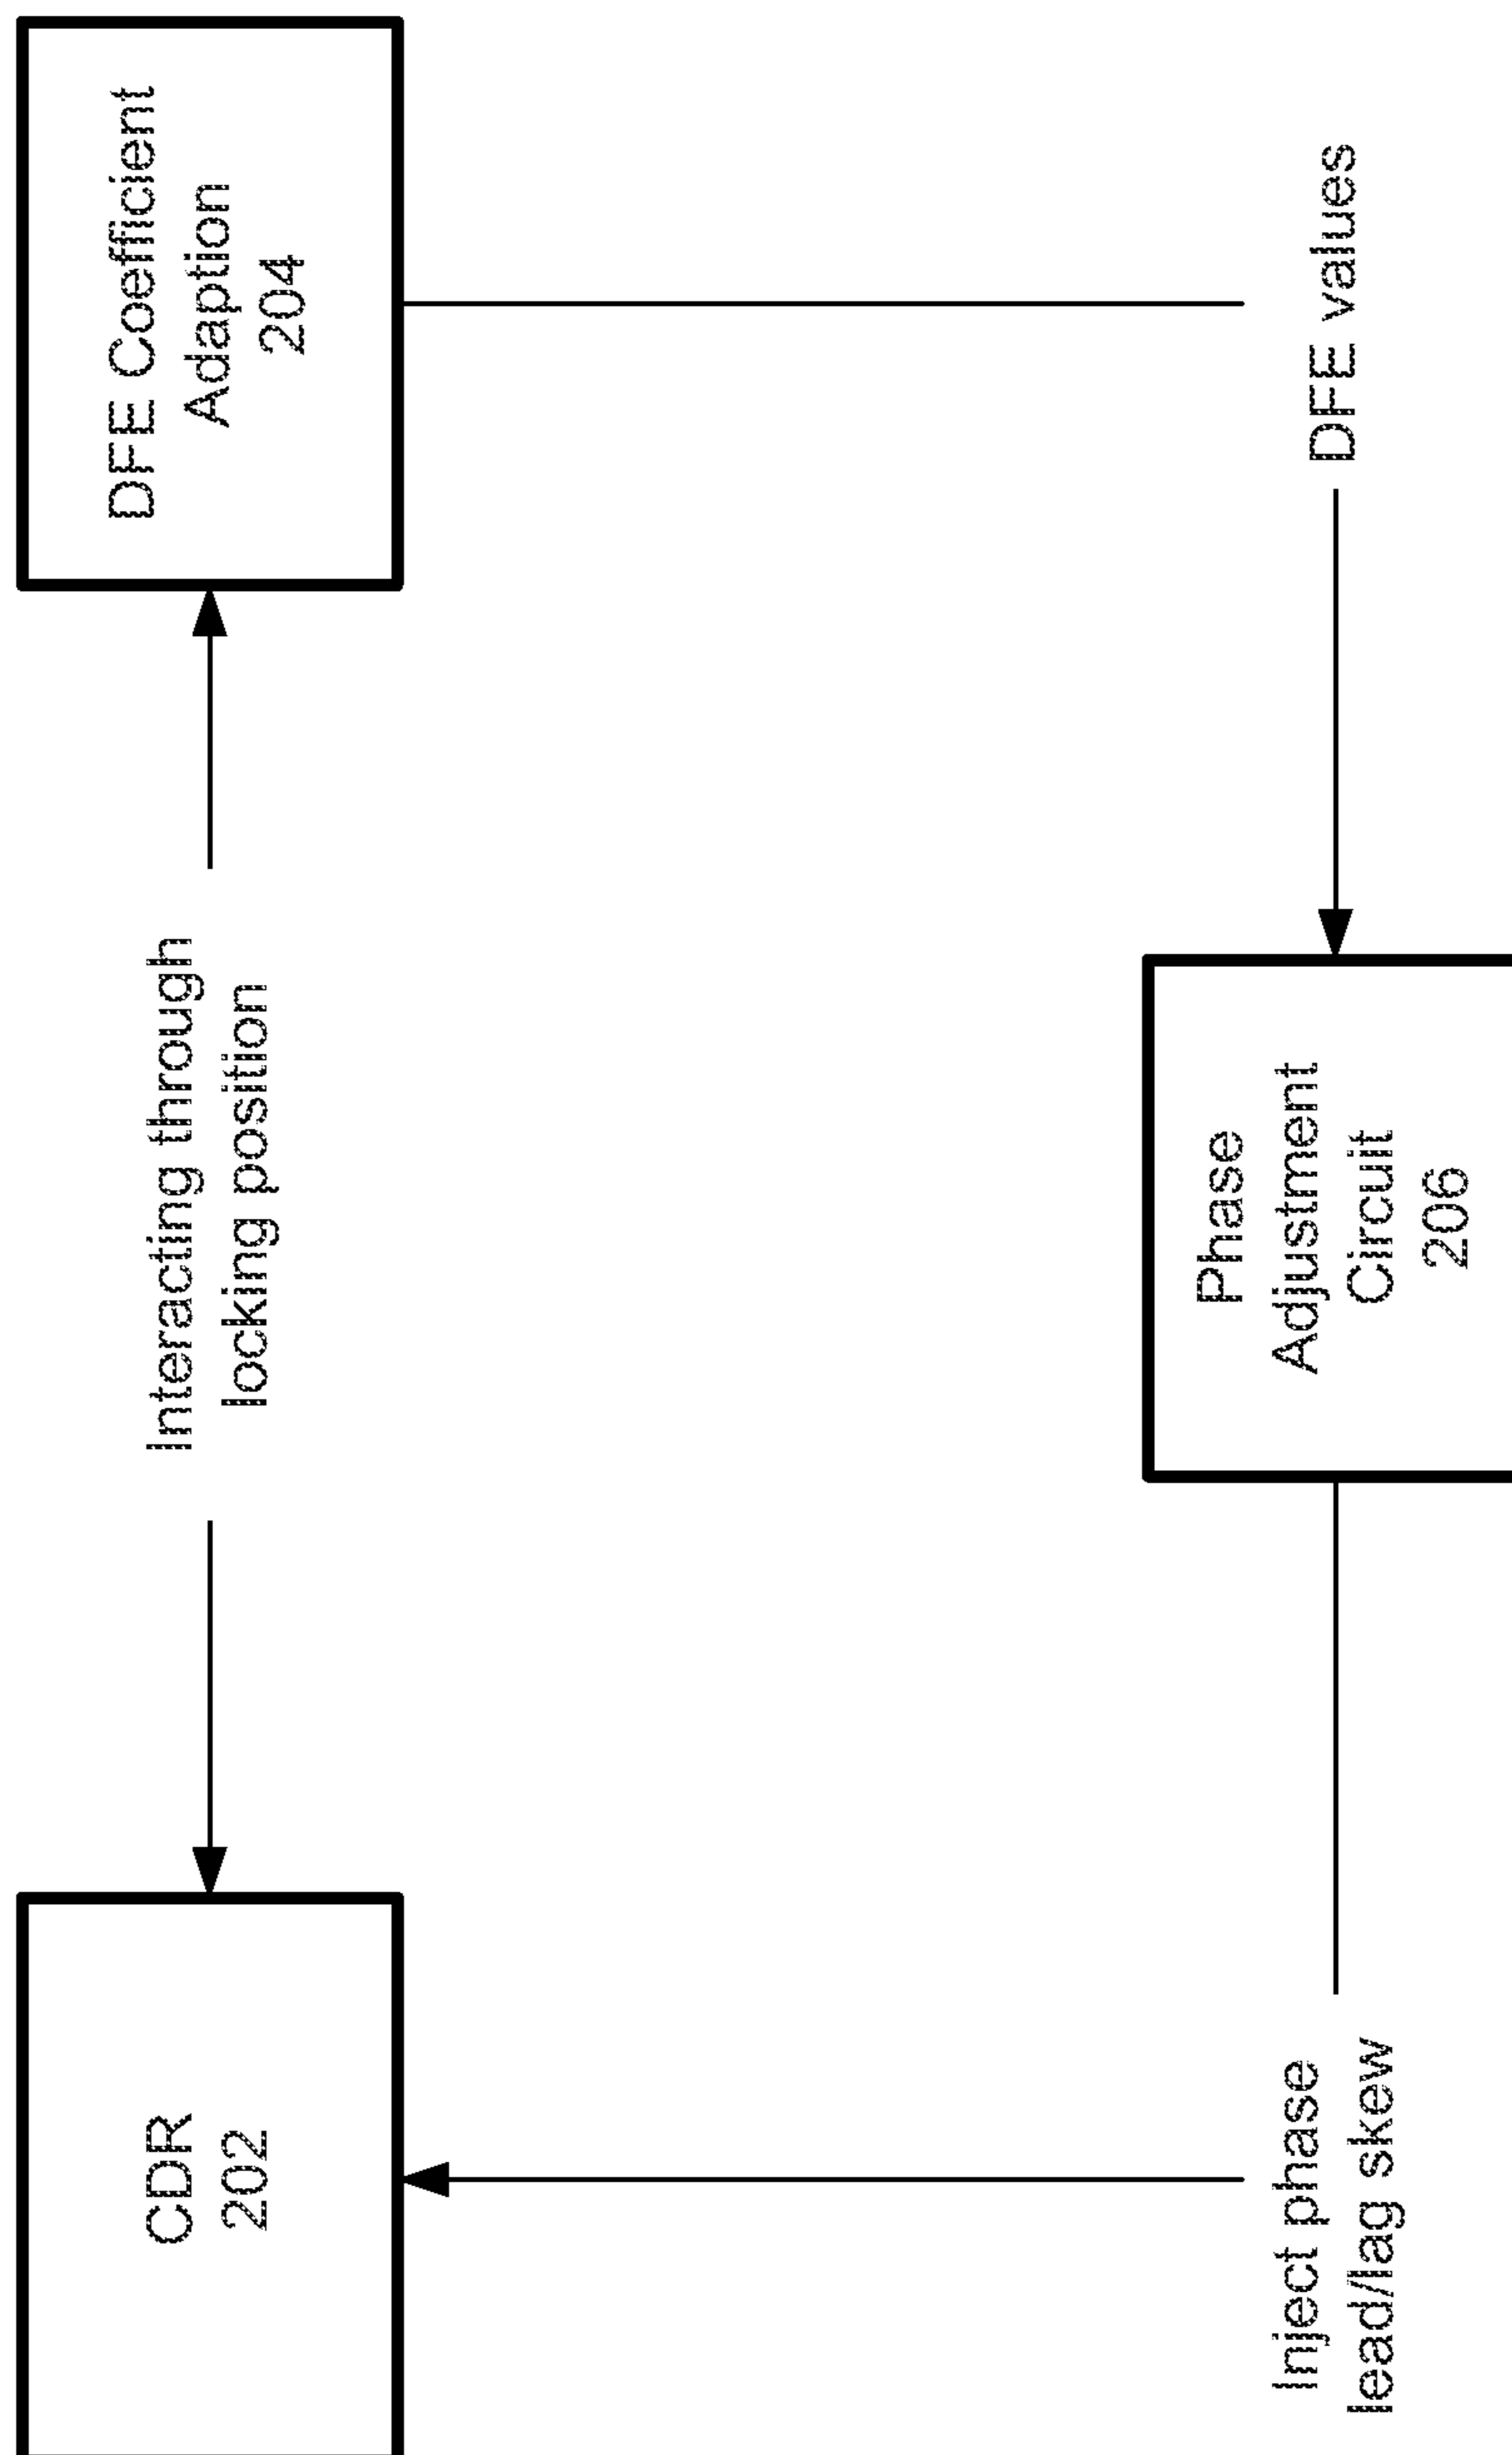 CDR
202
Interacting through
locking position
DFE Coefficient
Adaption
204
Inject phase
lead/lag skew
Phase
Adjustment
Circuit
206
DFE values